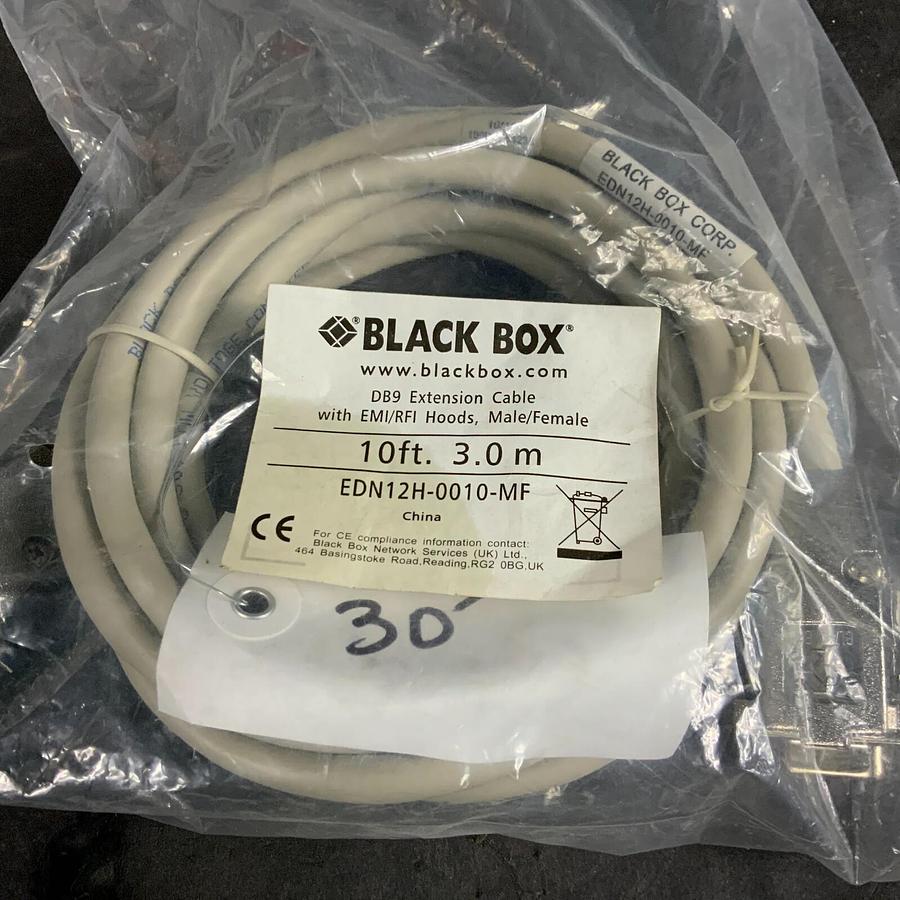 BLACK BOX CORP.
EDN12H-0010-MF
BLACK BOX®
www.blackbox.com
DB9 Extension Cable
with EMI/RFI Hoods, Male/Female
10ft. 3.0 m
EDN12H-0010-MF
China
CE
For CE compliance information contact:
Black Box Network Services (UK) Ltd.,
464 Basingstoke Road,Reading,RG2 0BG,UK
30'